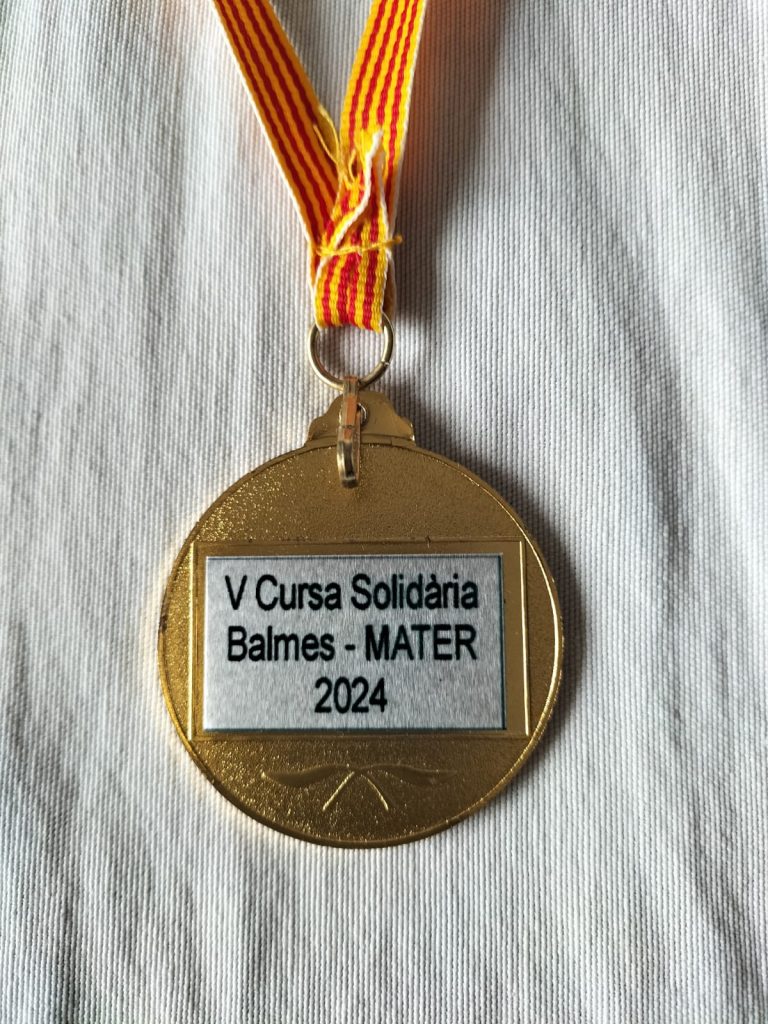 V Cursa Solidària
Balmes - MATER
2024